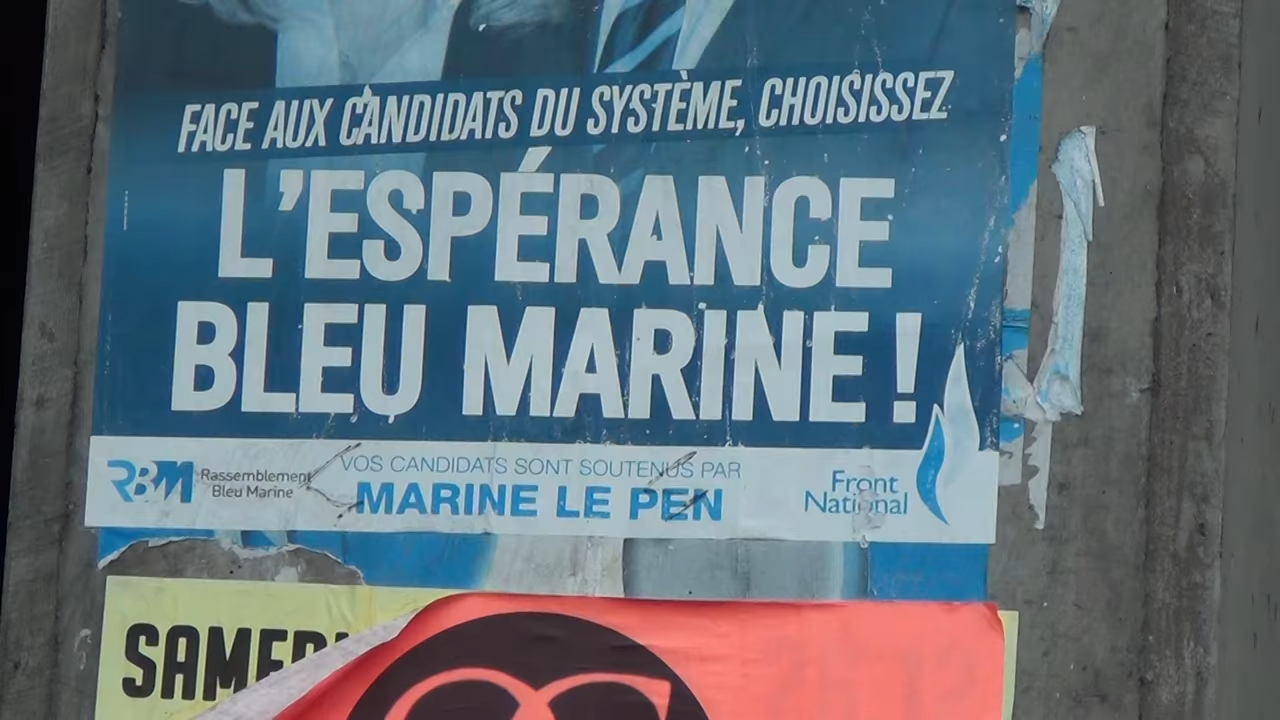 FACE AUX CANDIDATS DU SYSTÈME, CHOISISSEZ
L'ESPÉRANCE
BLEU MARINE !
RBM
Rassemblement
Bleu Marine
VOS CANDIDATS SONT SOUTENUS PAR
MARINE LE PEN
Front
National